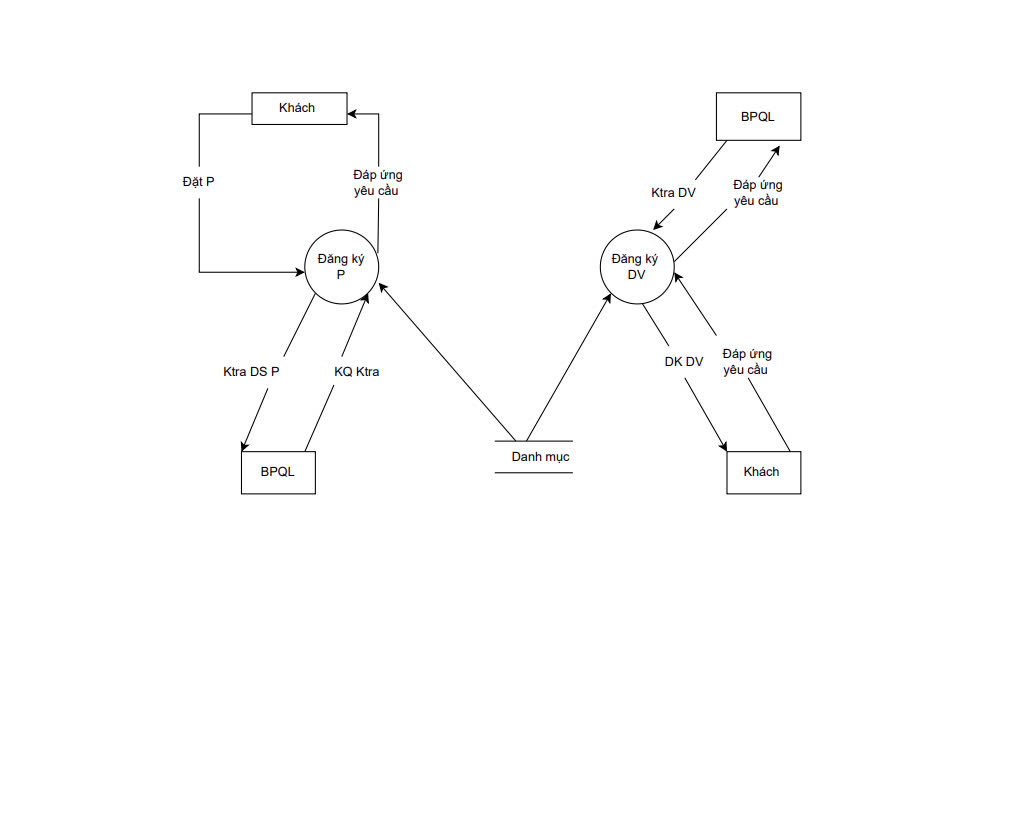 Khách
BPQL
Đặt P
Đáp ứng
yêu cầu
Ktra DV
Đáp ứng
yêu cầu
Đăng ký
P
Đăng ký
DV
Ktra DS P
KQ Ktra
DK DV
Đáp ứng
yêu cầu
BPQL
Danh mục
Khách